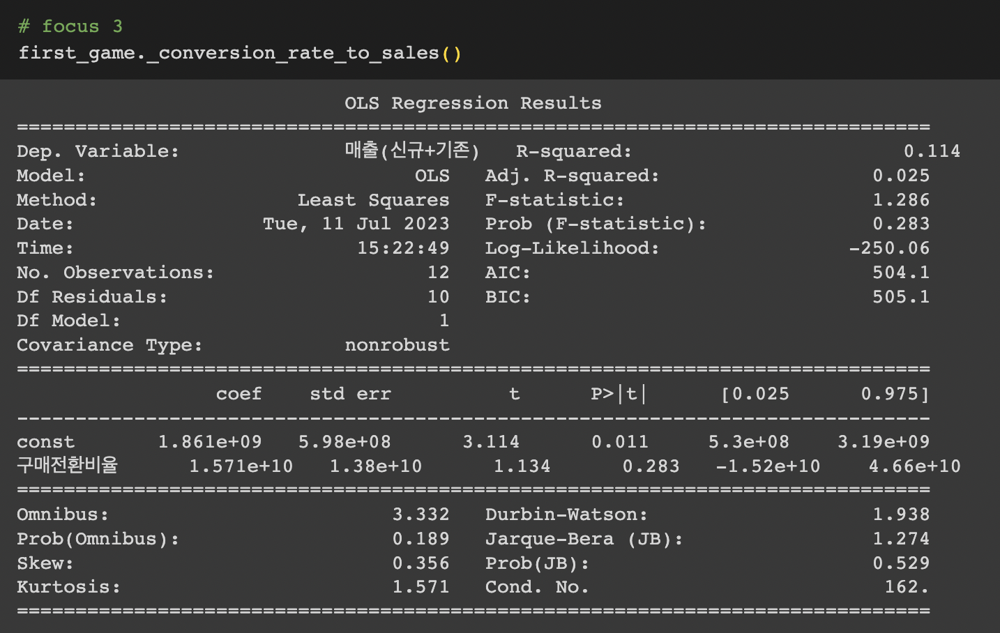 # focus 3
first_game._conversion_rate_to_sales()
OLS Regression Results
==============================================================================
Dep. Variable: 매출(신규+기존) R-squared: 0.114
Model: OLS Adj. R-squared: 0.025
Method: Least Squares F-statistic: 1.286
Date: Tue, 11 Jul 2023 Prob (F-statistic): 0.283
Time: 15:22:49 Log-Likelihood: -250.06
No. Observations: 12 AIC: 504.1
Df Residuals: 10 BIC: 505.1
Df Model: 1
Covariance Type: nonrobust
==============================================================================
coef std err t P>|t| [0.025 0.975]
------------------------------------------------------------------------------
const 1.861e+09 5.98e+08 3.114 0.011 5.3e+08 3.19e+09
구매전환비율 1.571e+10 1.38e+10 1.134 0.283 -1.52e+10 4.66e+10
==============================================================================
Omnibus: 3.332 Durbin-Watson: 1.938
Prob(Omnibus): 0.189 Jarque-Bera (JB): 1.274
Skew: 0.356 Prob(JB): 0.529
Kurtosis: 1.571 Cond. No. 162.
==============================================================================